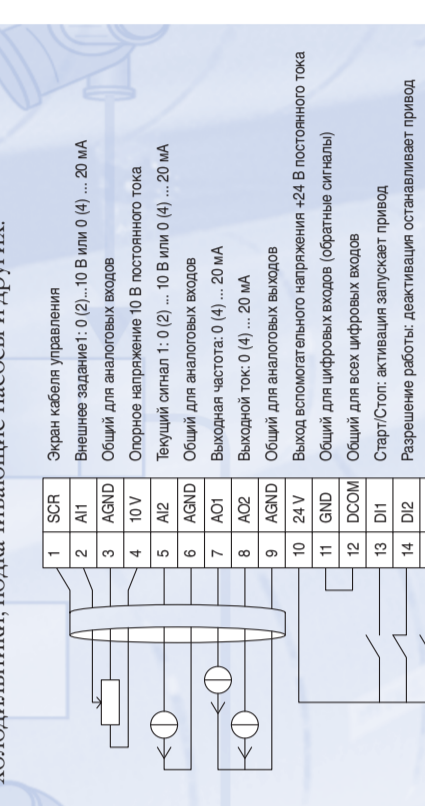 холодильники, подкачивающие насосы и других.
1 SCR Экран кабеля управления
2 AI1 Внешнее задание1: 0 (2)...10 В или 0 (4) ... 20 мА
3 AGND Общий для аналоговых входов
4 10 V Опорное напряжение 10 В постоянного тока
5 AI2 Текущий сигнал 1: 0 (2) ... 10 В или 0 (4) ... 20 мА
6 AGND Общий для аналоговых входов
7 AO1 Выходная частота: 0 (4) ... 20 мА
8 AO2 Выходной ток: 0 (4) ... 20 мА
9 AGND Общий для аналоговых выходов
10 24 V Выход вспомогательного напряжения +24 В постоянного тока
11 GND Общий для цифровых входов (обратные сигналы)
12 DCOM Общий для всех цифровых входов
13 DI1 Старт/Стоп: активация запускает привод
14 DI2 Разрешение работы: деактивация останавливает привод